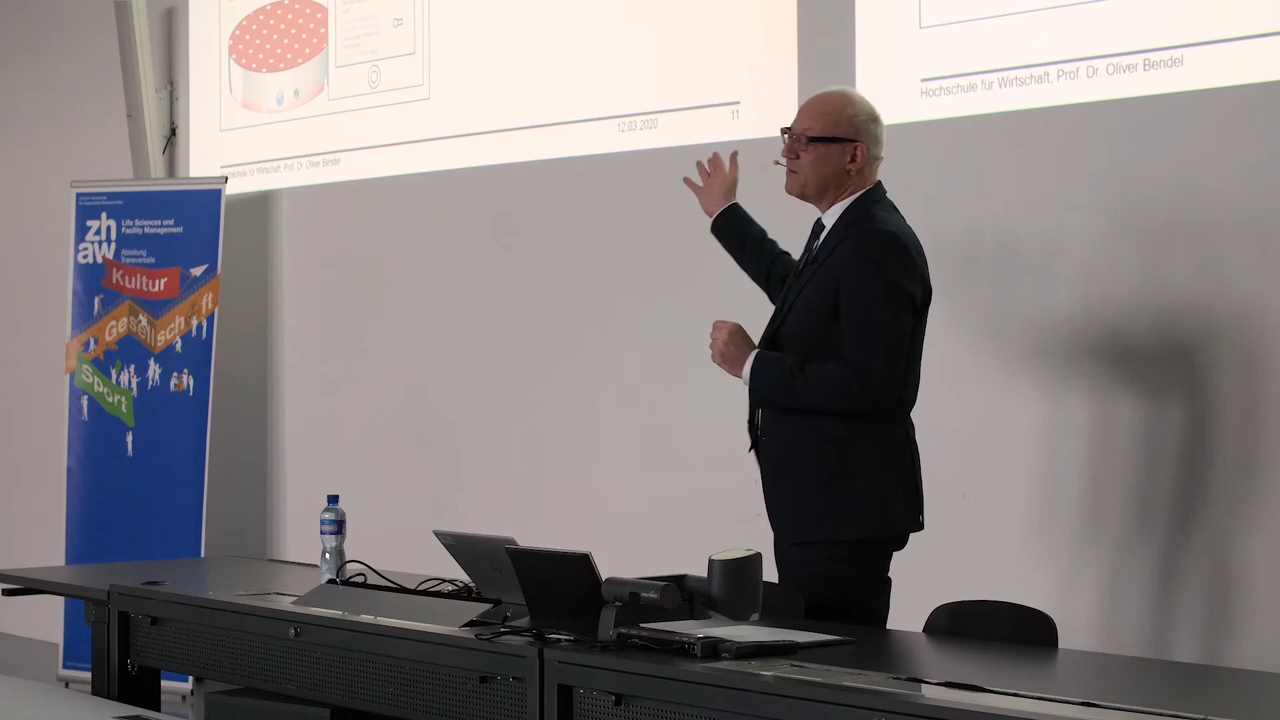 12.03.2020
11
Hochschule für Wirtschaft, Prof. Dr. Oliver Bendel
Hochschule für Wirtschaft, Prof. Dr. Oliver Bendel
zh
aw
Life Sciences und
Facility Management
Abteilung
Transversale
Kultur
Gesellschaft
Sport